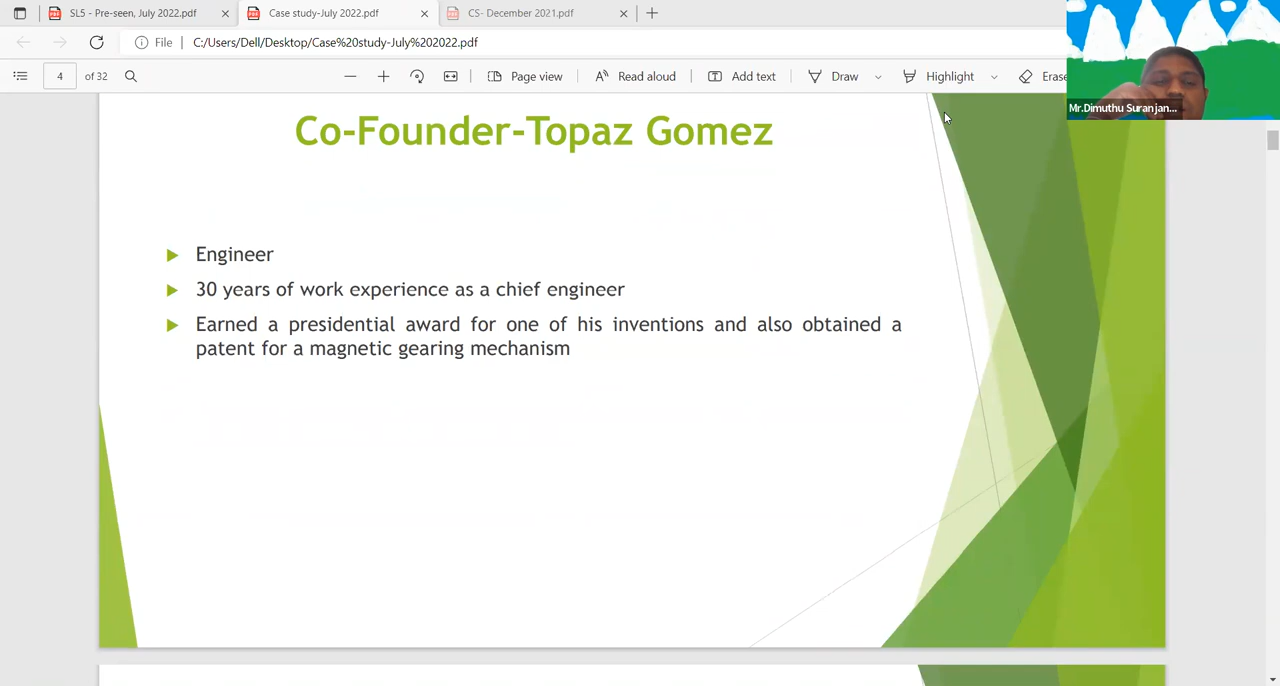 SL5 - Pre-seen, July 2022.pdf
Case study-July 2022.pdf
CS- December 2021.pdf
File
C:/Users/Dell/Desktop/Case%20study-July%202022.pdf
4 of 32
Page view
Read aloud
Add text
Draw
Highlight
Erase
Mr.Dimuthu Suranjan...
Co-Founder-Topaz Gomez
Engineer
30 years of work experience as a chief engineer
Earned a presidential award for one of his inventions and also obtained a
patent for a magnetic gearing mechanism